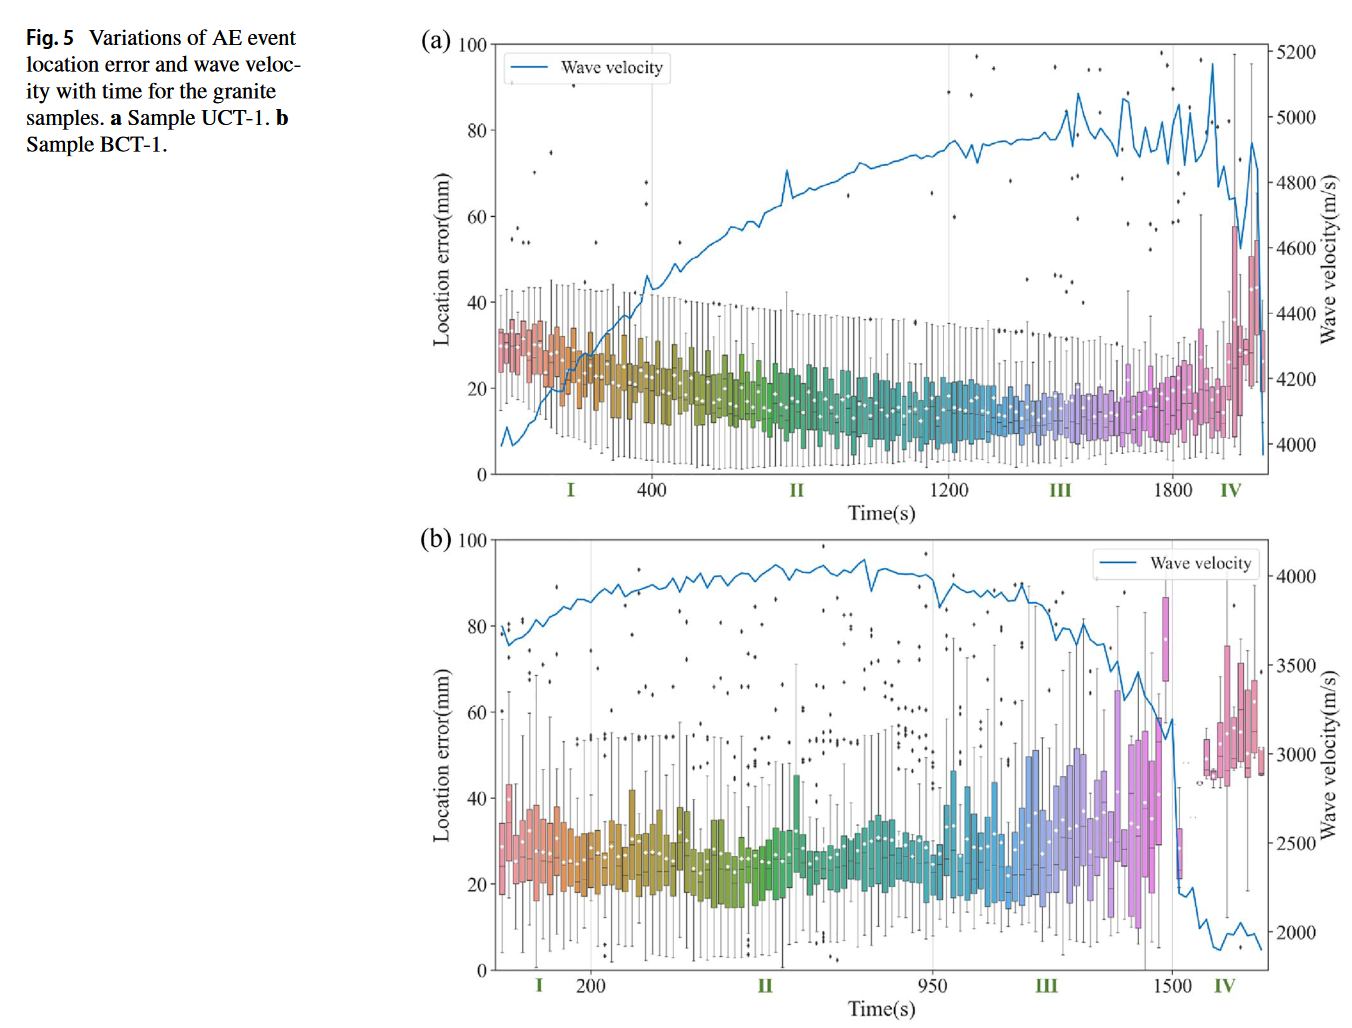 Fig. 5 Variations of AE event
location error and wave veloc-
ity with time for the granite
samples. a Sample UCT-1. b
Sample BCT-1.
(a)
Wave velocity
100
80
60
40
20
0
Location error(mm)
5200
5000
4800
4600
4400
4200
4000
Wave velocity(m/s)
I 400 II 1200 III 1800 IV
Time(s)
(b)
Wave velocity
100
80
60
40
20
0
Location error(mm)
4000
3500
3000
2500
2000
Wave velocity(m/s)
I 200 II 950 III 1500 IV
Time(s)